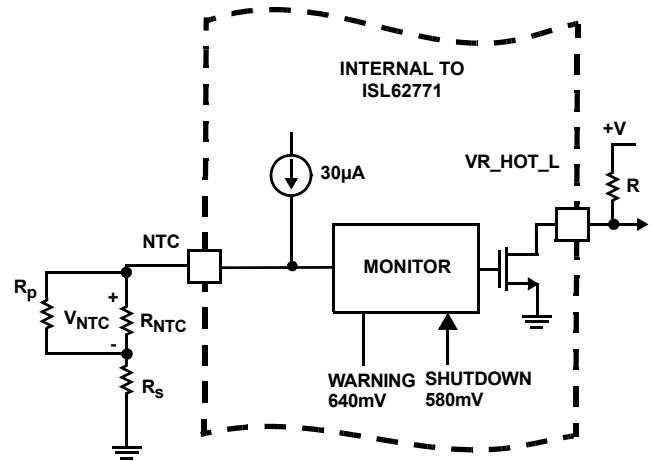 INTERNAL TO
ISL62771
+V
VR_HOT_L
R
30µA
NTC
MONITOR
Rp
+
VNTC
RNTC
-
Rs
WARNING
640mV
SHUTDOWN
580mV